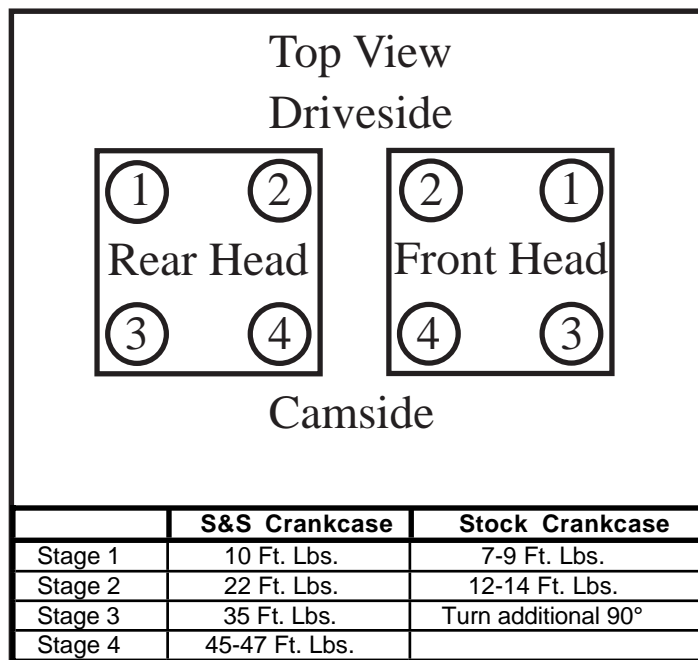 Top View
Driveside
1 2 2 1
Rear Head Front Head
3 4 4 3
Camside
S&S Crankcase Stock Crankcase
Stage 1 10 Ft. Lbs. 7-9 Ft. Lbs.
Stage 2 22 Ft. Lbs. 12-14 Ft. Lbs.
Stage 3 35 Ft. Lbs. Turn additional 90°
Stage 4 45-47 Ft. Lbs.